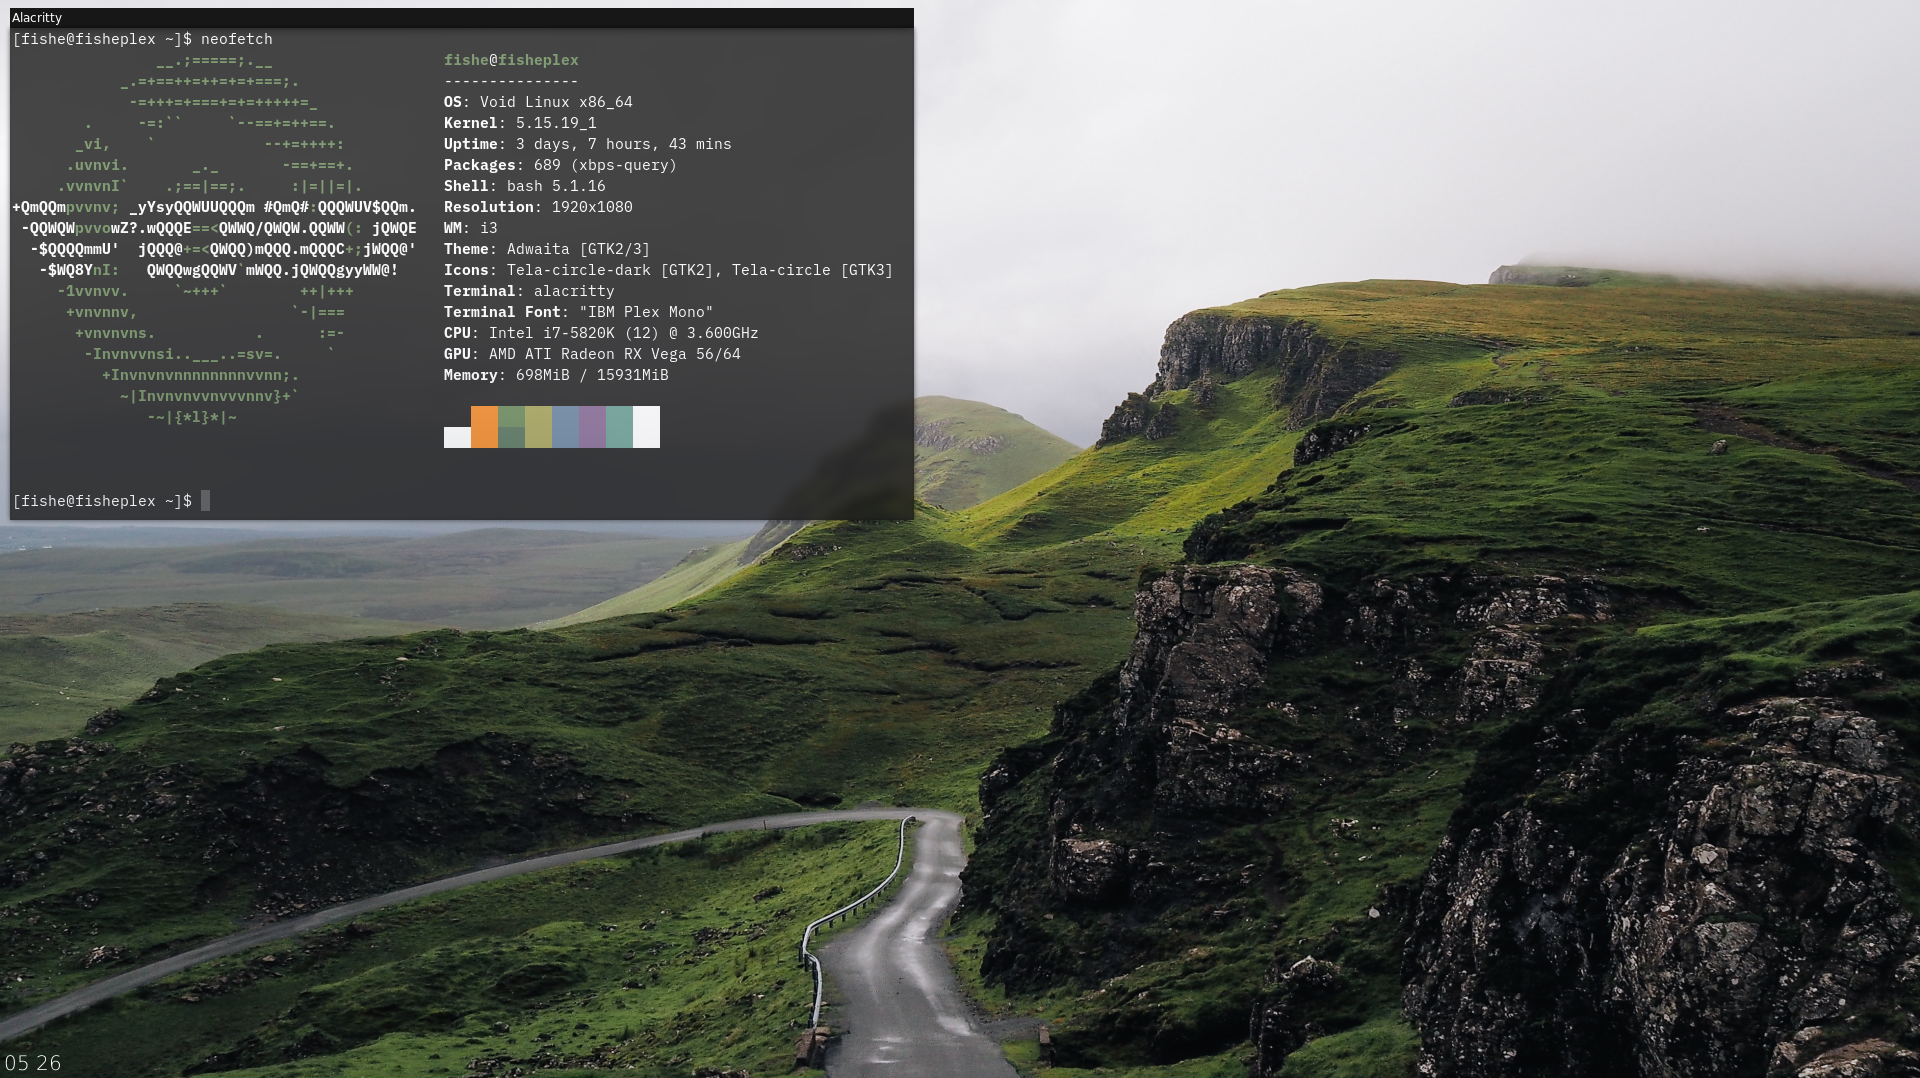 Alacritty
[fishe@fisheplex ~]$ neofetch
__.;=====;.__
_.=+==++=++=+=+===;.
-=+++=+===+=+=+++++=_
. -=:`` `--==+=++==.
_vi, ` --+=++++:
.uvnvi. _._ -==+==+.
.vvnvnI` .;==|==;. :|=||=|.
+QmQQmpvvnv; _yYsyQQWUUQQQm #QmQ#:QQQWUV$QQm.
-QQWQWpvvowZ?.wQQQE==<QWWQ/QWQW.QQWW(: jQWQE
-$QQQQmmU' jQQQ@+=<QWQQ)mQQQ.mQQQC+;jWQQ@'
-$WQ8YnI: QWQQwgQQWV`mWQQ.jQWQQgyyWW@!
-1vvnvv. `~+++` ++|+++
+vnvnnv, `-|===
+vnvnvns. . :=-
-Invnvvnsi..___..=sv=. `
+Invnvnvnnnnnnnnvvnn;.
~|Invnvnvvnvvvnnv}+`
-~|{*l}*|~
fishe@fisheplex
---------------
OS: Void Linux x86_64
Kernel: 5.15.19_1
Uptime: 3 days, 7 hours, 43 mins
Packages: 689 (xbps-query)
Shell: bash 5.1.16
Resolution: 1920x1080
WM: i3
Theme: Adwaita [GTK2/3]
Icons: Tela-circle-dark [GTK2], Tela-circle [GTK3]
Terminal: alacritty
Terminal Font: "IBM Plex Mono"
CPU: Intel i7-5820K (12) @ 3.600GHz
GPU: AMD ATI Radeon RX Vega 56/64
Memory: 698MiB / 15931MiB
[fishe@fisheplex ~]$
05 26